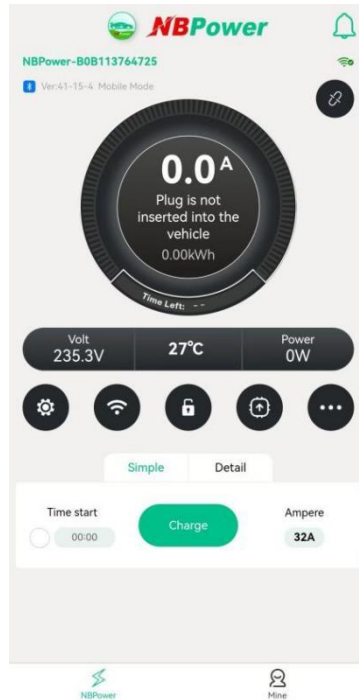 NBPower
NBPower-B0B113764725
Ver:41-15-4 Mobile Mode
0.0 A
Plug is not
inserted into the
vehicle
0.00kWh
Time Left: --
Volt
235.3V
27°C
Power
0W
Simple
Detail
Time start
00:00
Charge
Ampere
32A
NBPower
Mine